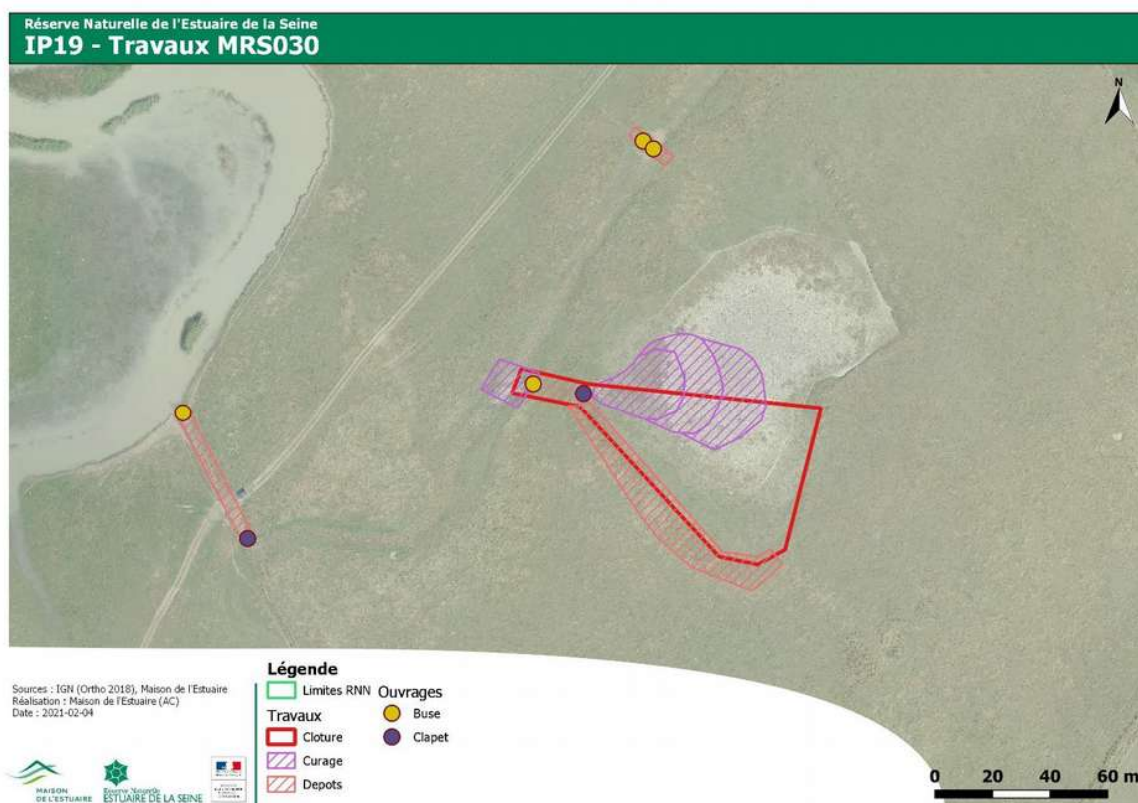 Réserve Naturelle de l'Estuaire de la Seine
IP19 - Travaux MRS030
N
Sources : IGN (Ortho 2018), Maison de l'Estuaire
Réalisation : Maison de l'Estuaire (AC)
Date : 2021-02-04
MAISON
DE L'ESTUAIRE
Réserve Naturelle
ESTUAIRE DE LA SEINE
Légende
Limites RNN
Travaux
Cloture
Curage
Depots
Ouvrages
Buse
Clapet
0 20 40 60 m